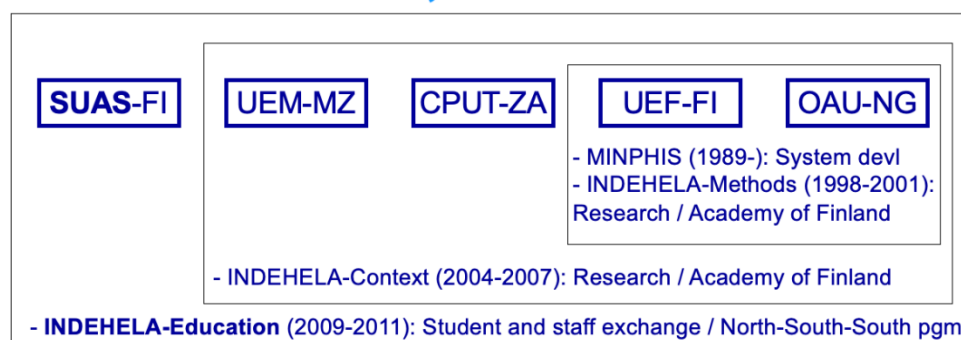 SUAS-FI
UEM-MZ
CPUT-ZA
UEF-FI
OAU-NG
- MINPHIS (1989-): System devl
- INDEHELA-Methods (1998-2001):
Research / Academy of Finland
- INDEHELA-Context (2004-2007): Research / Academy of Finland
- INDEHELA-Education (2009-2011): Student and staff exchange / North-South-South pgm